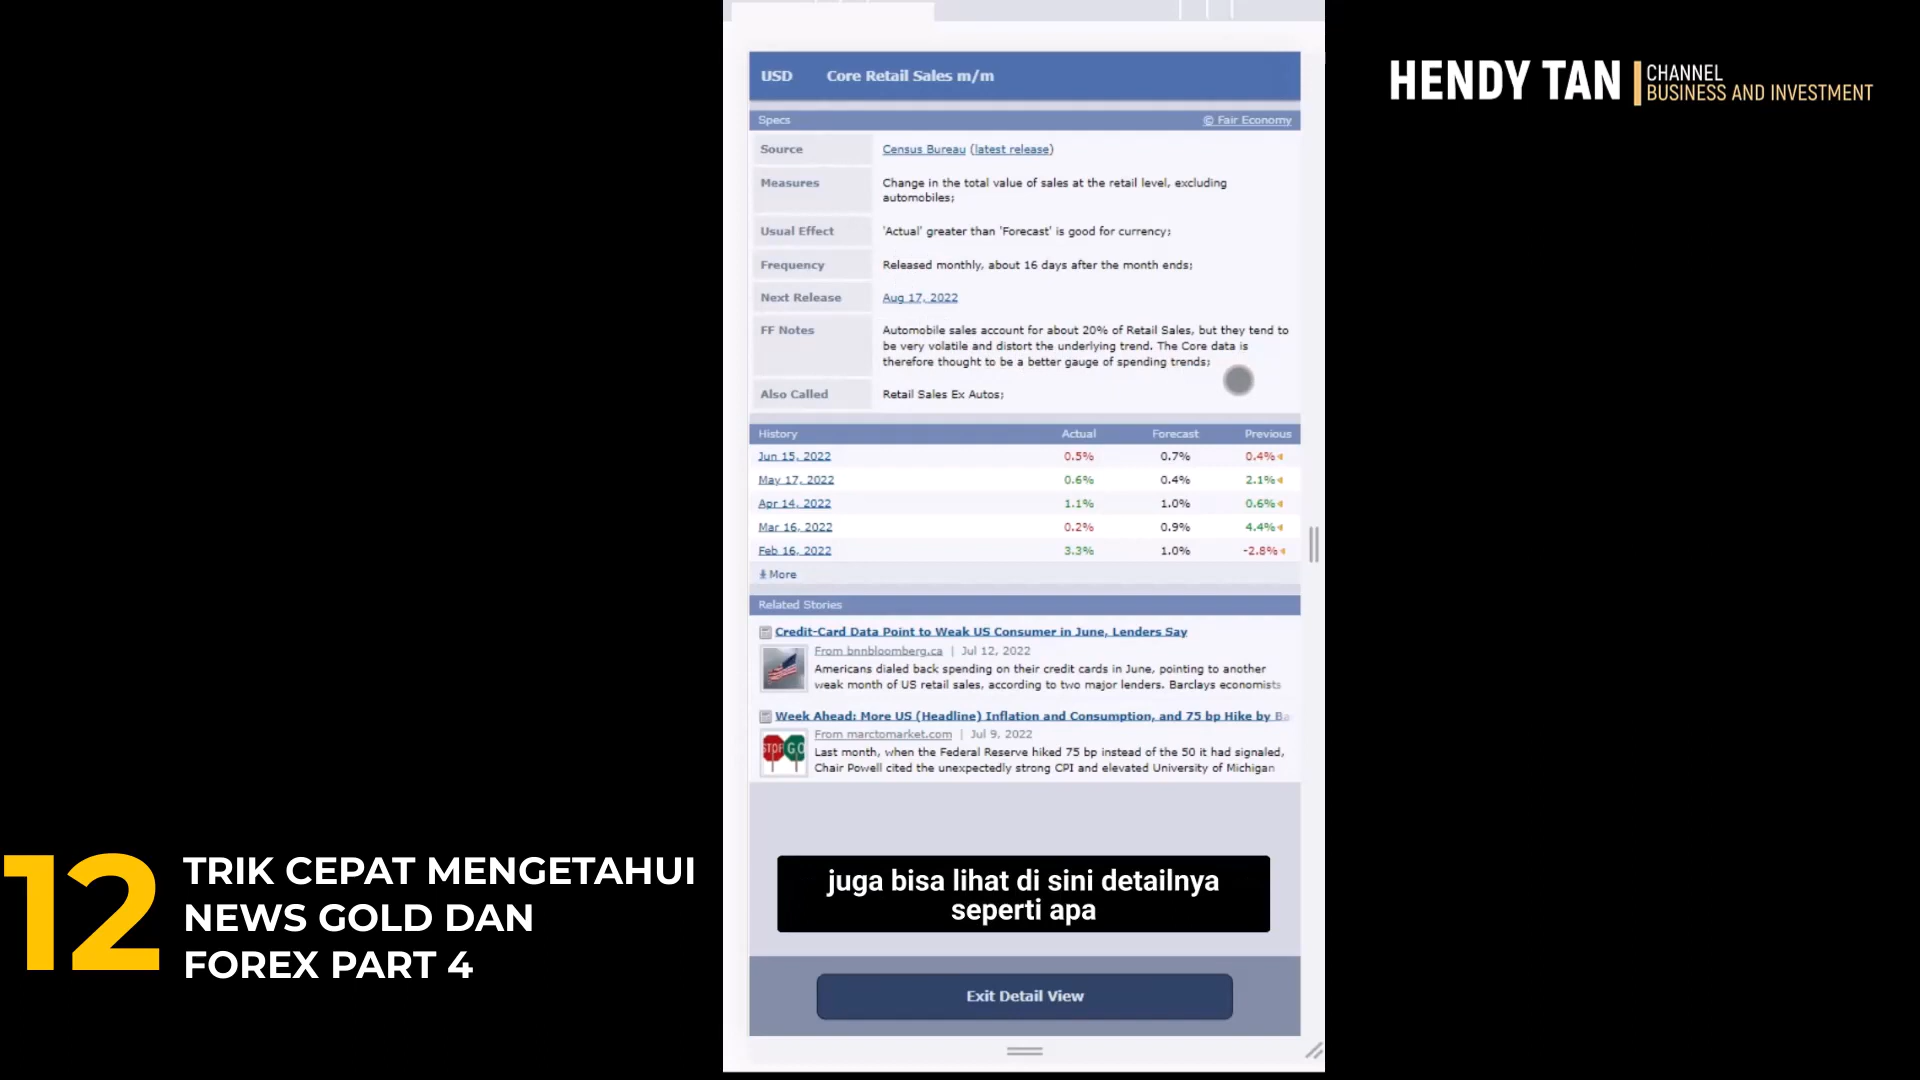 HENDY TAN
CHANNEL
BUSINESS AND INVESTMENT
USD Core Retail Sales m/m
Specs © Fair Economy
Source Census Bureau (latest release)
Measures Change in the total value of sales at the retail level, excluding
automobiles;
Usual Effect 'Actual' greater than 'Forecast' is good for currency;
Frequency Released monthly, about 16 days after the month ends;
Next Release Aug 17, 2022
FF Notes Automobile sales account for about 20% of Retail Sales, but they tend to
be very volatile and distort the underlying trend. The Core data is
therefore thought to be a better gauge of spending trends;
Also Called Retail Sales Ex Autos;
History Actual Forecast Previous
Jun 15, 2022 0.5% 0.7% 0.4%
May 17, 2022 0.6% 0.4% 2.1%
Apr 14, 2022 1.1% 1.0% 0.6%
Mar 16, 2022 0.2% 0.9% 4.4%
Feb 16, 2022 3.3% 1.0% -2.8%
More
Related Stories
Credit-Card Data Point to Weak US Consumer in June, Lenders Say
From bnnbloomberg.ca | Jul 12, 2022
Americans dialed back spending on their credit cards in June, pointing to another
weak month of US retail sales, according to two major lenders. Barclays economists
Week Ahead: More US (Headline) Inflation and Consumption, and 75 bp Hike by Ba
From marctomarket.com | Jul 9, 2022
STOP GO
Last month, when the Federal Reserve hiked 75 bp instead of the 50 it had signaled,
Chair Powell cited the unexpectedly strong CPI and elevated University of Michigan
juga bisa lihat di sini detailnya
seperti apa
Exit Detail View
12
TRIK CEPAT MENGETAHUI
NEWS GOLD DAN
FOREX PART 4